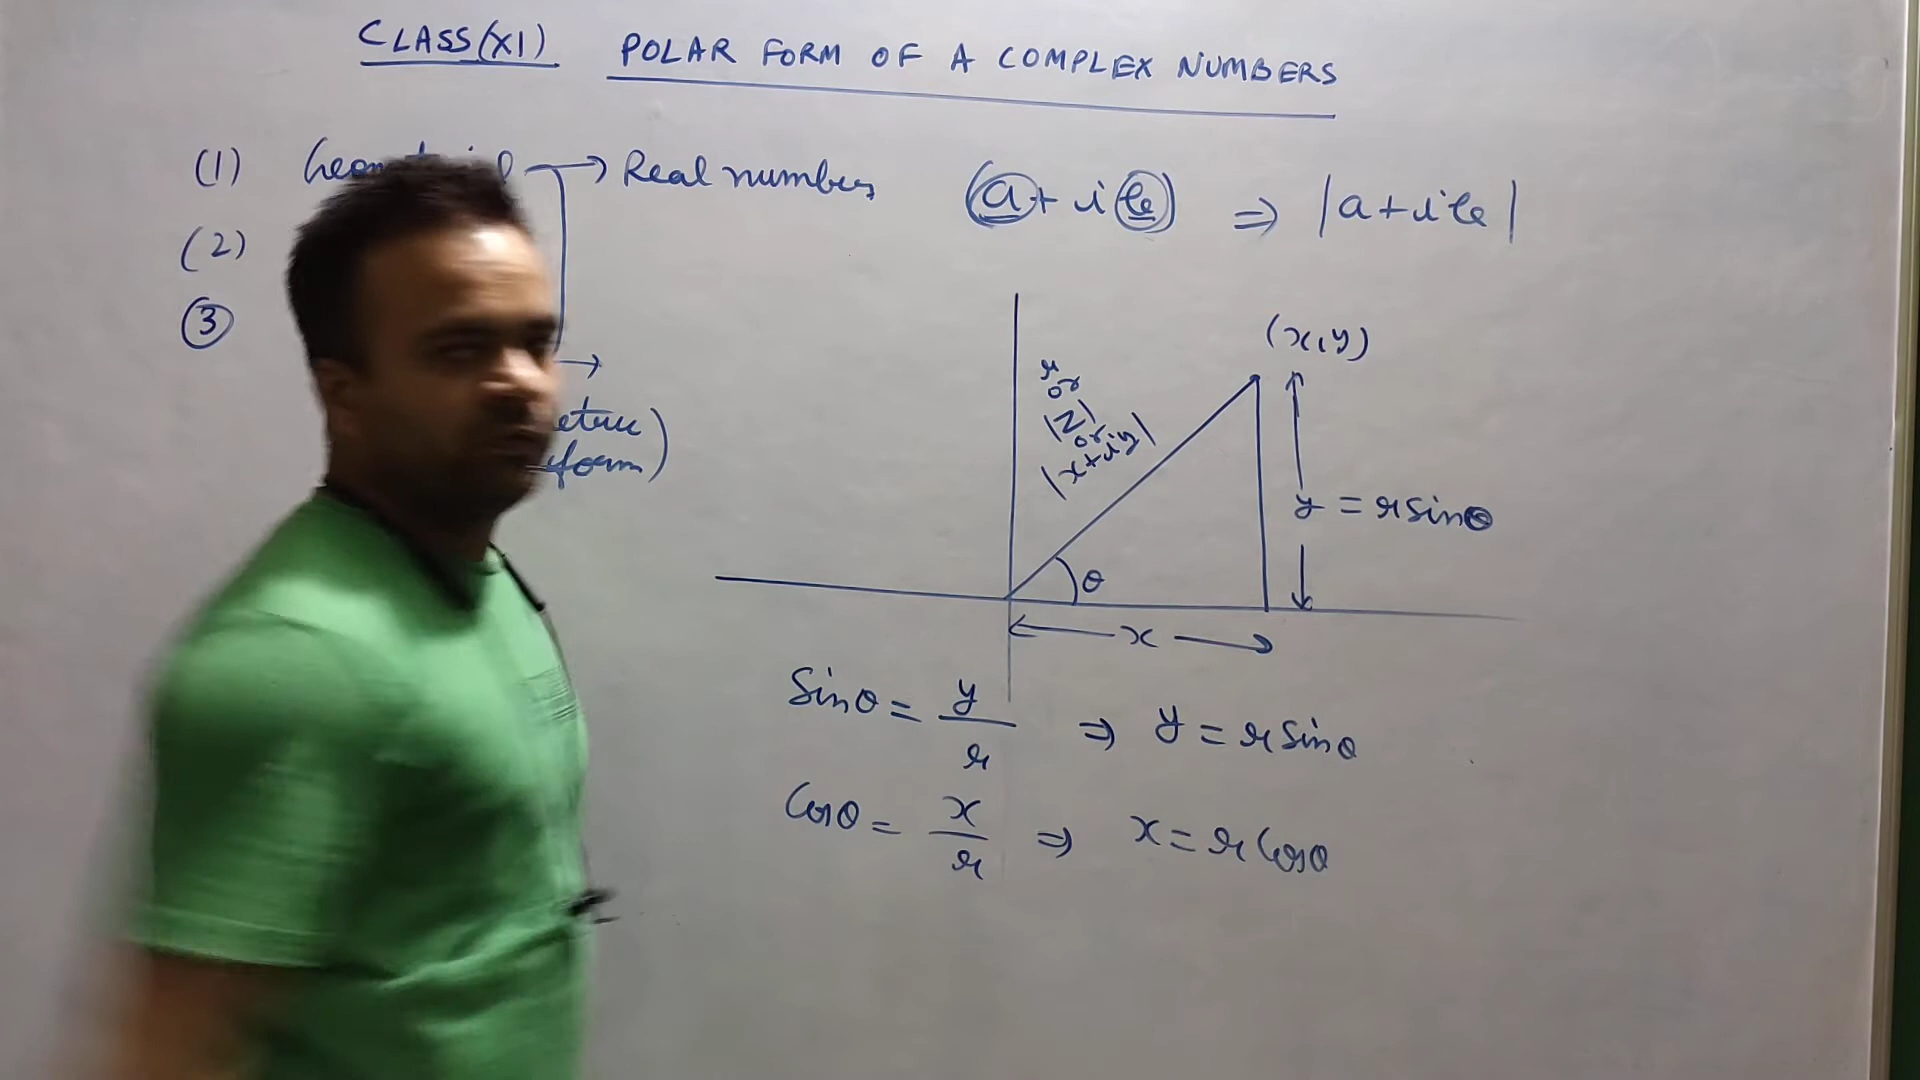 CLASS(XI) POLAR FORM OF A COMPLEX NUMBERS
(1) → Real numbers (a + ib) ⇒ |a + ib|
(2)
③
→
form)
(x,y)
r
or
|Z|
or
|x+iy|
y = r sinθ
θ
x
Sinθ = y/r ⇒ y = r sinθ
Cosθ = x/r ⇒ x = r Cosθ